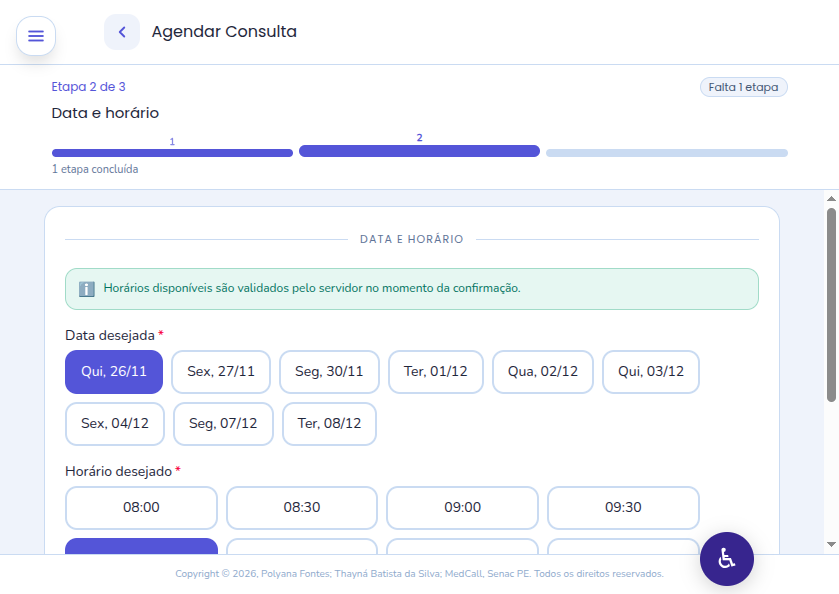 Agendar Consulta
Etapa 2 de 3
Falta 1 etapa
Data e horário
1
2
1 etapa concluída
DATA E HORÁRIO
Horários disponíveis são validados pelo servidor no momento da confirmação.
Data desejada *
Qui, 26/11
Sex, 27/11
Seg, 30/11
Ter, 01/12
Qua, 02/12
Qui, 03/12
Sex, 04/12
Seg, 07/12
Ter, 08/12
Horário desejado *
08:00
08:30
09:00
09:30
Copyright © 2026, Polyana Fontes; Thayná Batista da Silva; MedCall, Senac PE. Todos os direitos reservados.